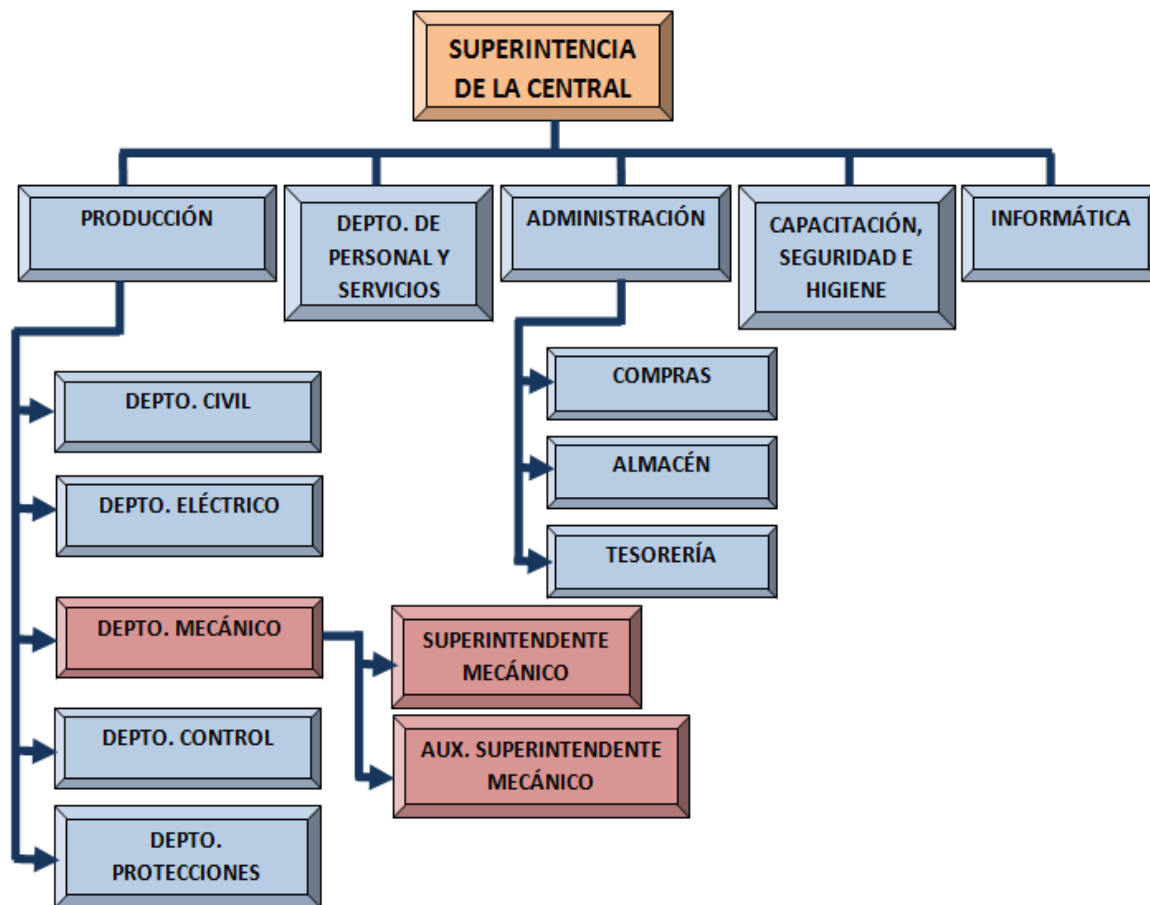 SUPERINTENCIA
DE LA CENTRAL
PRODUCCIÓN
DEPTO. DE
PERSONAL Y
SERVICIOS
ADMINISTRACIÓN
CAPACITACIÓN,
SEGURIDAD E
HIGIENE
INFORMÁTICA
DEPTO. CIVIL
DEPTO. ELÉCTRICO
DEPTO. MECÁNICO
DEPTO. CONTROL
DEPTO.
PROTECCIONES
SUPERINTENDENTE
MECÁNICO
AUX. SUPERINTENDENTE
MECÁNICO
COMPRAS
ALMACÉN
TESORERÍA